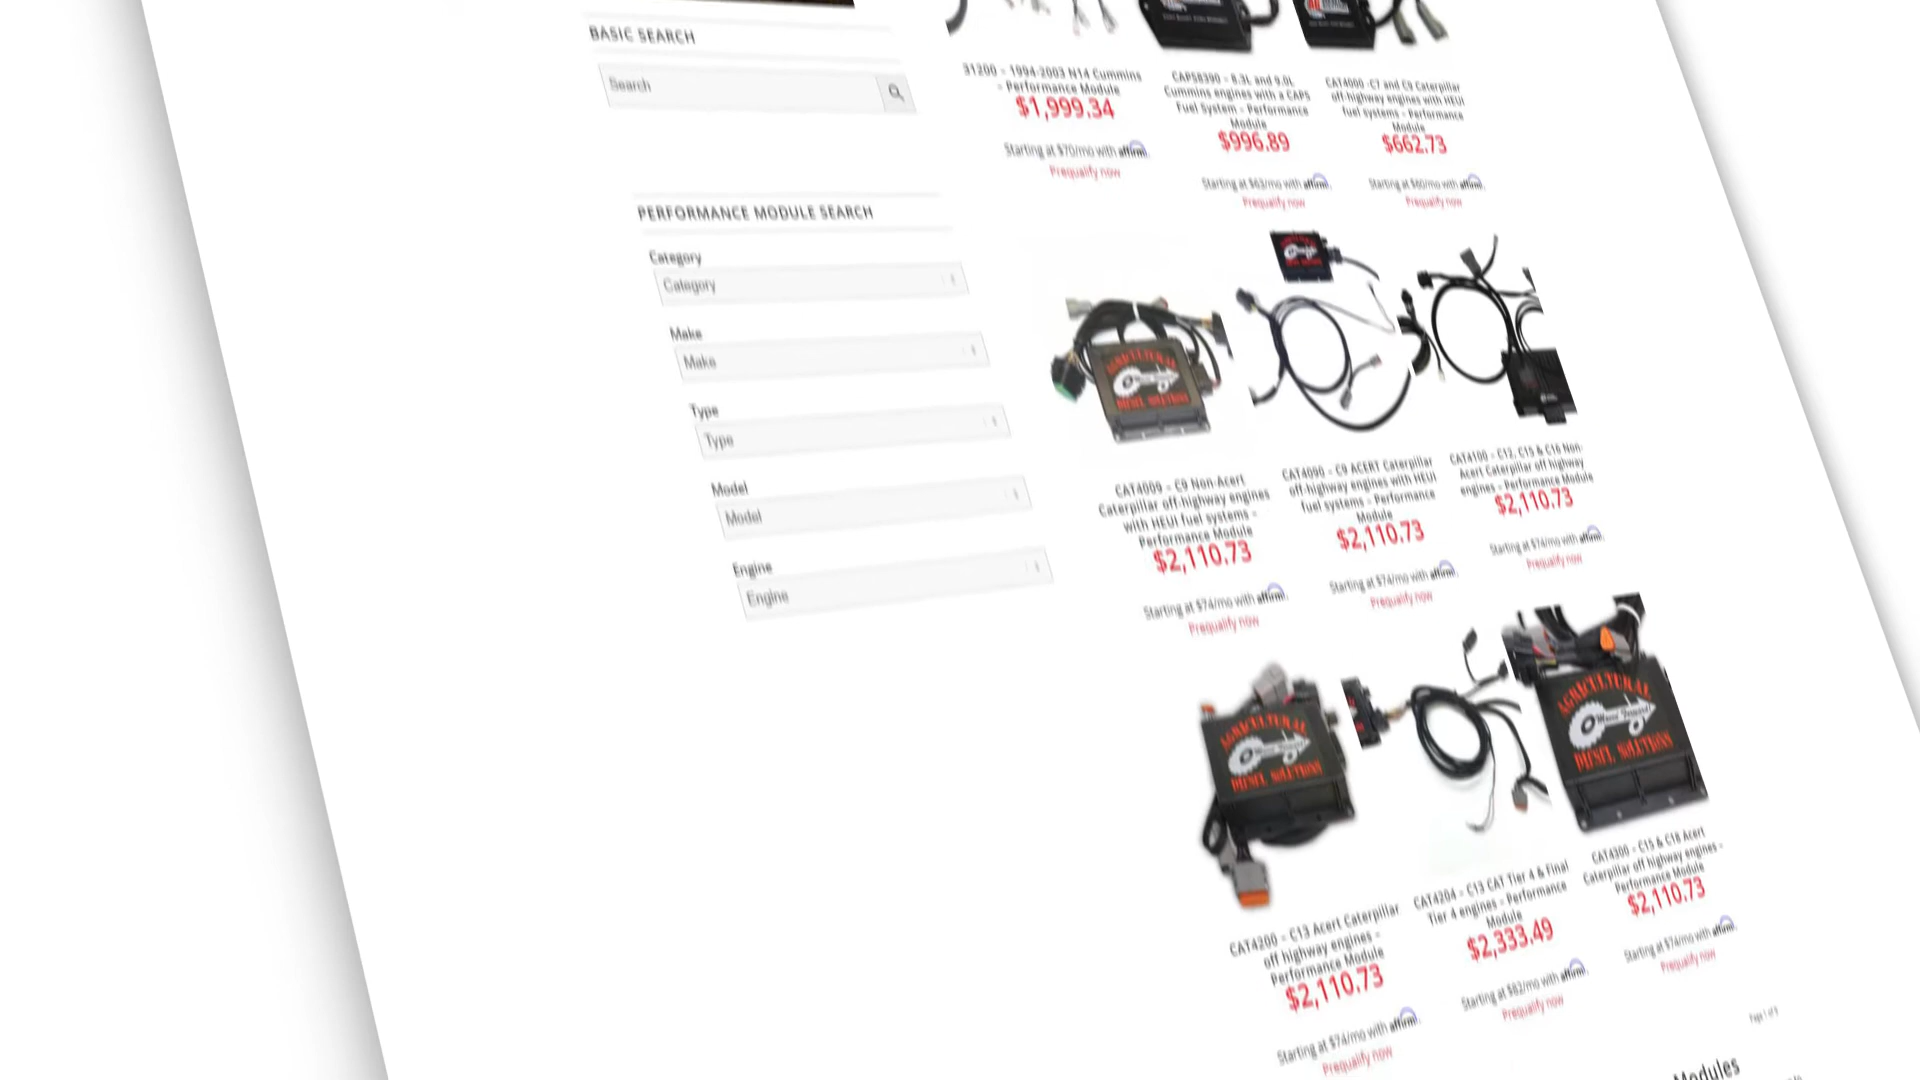 BASIC SEARCH
Search
PERFORMANCE MODULE SEARCH
Category
Category
Make
Make
Type
Type
Model
Model
Engine
Engine
31200 - 1994-2003 N14 Cummins
- Performance Module
$1,999.34
Starting at $70/mo with affirm.
Prequalify now
CAPS8390 - 8.3L and 9.0L
Cummins engines with a CAPS
Fuel System - Performance
Module
$996.89
Starting at $63/mo with affirm.
Prequalify now
CAT4000 -C7 and C9 Caterpillar
off-highway engines with HEUI
fuel systems - Performance
Module
$662.73
Starting at $60/mo with affirm.
Prequalify now
AGRICULTURAL
DIESEL SOLUTIONS
CAT4009 - C9 Non-Acert
Caterpillar off-highway engines
with HEUI fuel systems -
Performance Module
$2,110.73
Starting at $74/mo with affirm.
Prequalify now
CAT4090 - C9 ACERT Caterpillar
off-highway engines with HEUI
fuel systems - Performance
Module
$2,110.73
Starting at $74/mo with affirm.
Prequalify now
CAT4100 - C12, C15 & C16 Non-
Acert Caterpillar off highway
engines - Performance Module
$2,110.73
Starting at $74/mo with affirm.
Prequalify now
AGRICULTURAL
DIESEL SOLUTIONS
CAT4200 - C13 Acert Caterpillar
off highway engines -
Performance Module
$2,110.73
Starting at $74/mo with affirm.
Prequalify now
CAT4204 - C13 CAT Tier 4 & Final
Tier 4 engines - Performance
Module
$2,333.49
Starting at $82/mo with affirm.
Prequalify now
AGRICULTURAL
DIESEL SOLUTIONS
CAT4300 - C15 & C18 Acert
Caterpillar off highway engines -
Performance Module
$2,110.73
Starting at $74/mo with affirm.
Prequalify now
Modules